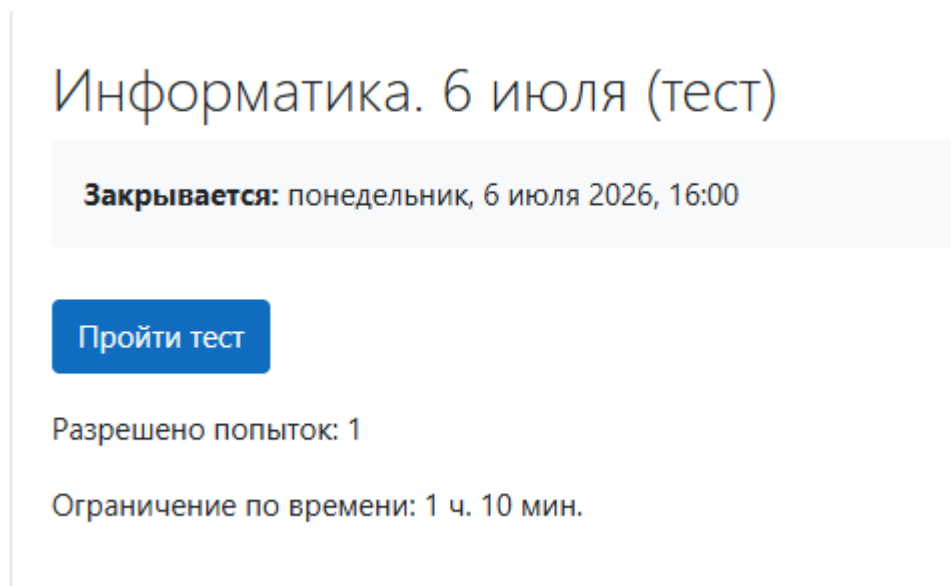 Информатика. 6 июля (тест)
Закрывается: понедельник, 6 июля 2026, 16:00
Пройти тест
Разрешено попыток: 1
Ограничение по времени: 1 ч. 10 мин.